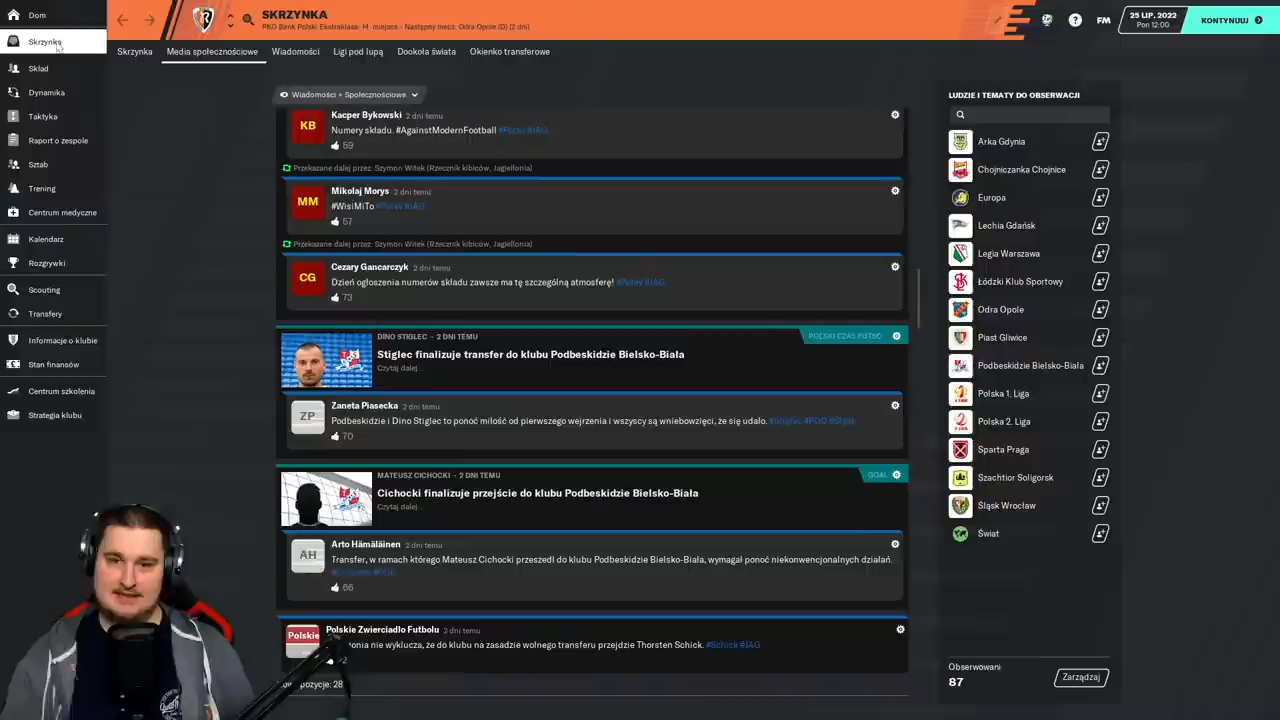 Dom
Skrzynka
Skład
Dynamika
Taktyka
Raport o zespole
Sztab
Trening
Centrum medyczne
Kalendarz
Rozgrywki
Scouting
Transfery
Informacje o klubie
Stan finansów
Centrum szkolenia
Strategia klubu
SKRZYNKA
PKO Bank Polski Ekstraklasa: 14. miejsce - Następny mecz: Odra Opole (D) (2 dni)
FM
25 LIP. 2022
Pon 12:00
KONTYNUUJ
Skrzynka
Media społecznościowe
Wiadomości
Ligi pod lupą
Dookoła świata
Okienko transferowe
Wiadomości + Społecznościowe
KB
Kacper Bykowski 2 dni temu
Numery składu. #AgainstModernFootball
59
Przekazane dalej przez: Szymon Witek (Rzecznik kibiców, Jagiellonia)
MM
Mikołaj Morys 2 dni temu
#WisiMiTo
57
Przekazane dalej przez: Szymon Witek (Rzecznik kibiców, Jagiellonia)
CG
Cezary Gancarczyk 2 dni temu
Dzień ogłoszenia numerów składu zawsze ma tę szczególną atmosferę!
73
DINO STIGLEC - 2 DNI TEMU
POLSKI CZAS FUTBO
Stiglec finalizuje transfer do klubu Podbeskidzie Bielsko-Biała
Czytaj dalej...
ZP
Żaneta Piasecka 2 dni temu
Podbeskidzie i Dino Stiglec to ponoć miłość od pierwszego wejrzenia i wszyscy są wniebowzięci, że się udało. #Stiglec #POD
70
MATEUSZ CICHOCKI - 2 DNI TEMU
GOAL
Cichocki finalizuje przejście do klubu Podbeskidzie Bielsko-Biała
Czytaj dalej...
AH
Arto Hämäläinen 2 dni temu
Transfer, w ramach którego Mateusz Cichocki przeszedł do klubu Podbeskidzie Bielsko-Biała, wymagał ponoć niekonwencjonalnych działań.
66
Polskie
Polskie Zwierciadło Futbolu 2 dni temu
onia nie wyklucza, że do klubu na zasadzie wolnego transferu przejdzie Thorsten Schick. #Schick #JAG
pozycje: 28
LUDZIE I TEMATY DO OBSERWACJI
Arka Gdynia
Chojniczanka Chojnice
Europa
Lechia Gdańsk
Legia Warszawa
Łódzki Klub Sportowy
Odra Opole
Piast Gliwice
Podbeskidzie Bielsko-Biała
Polska 1. Liga
Polska 2. Liga
Sparta Praga
Szachtior Soligorsk
Śląsk Wrocław
Świat
Obserwowani
87
Zarządzaj